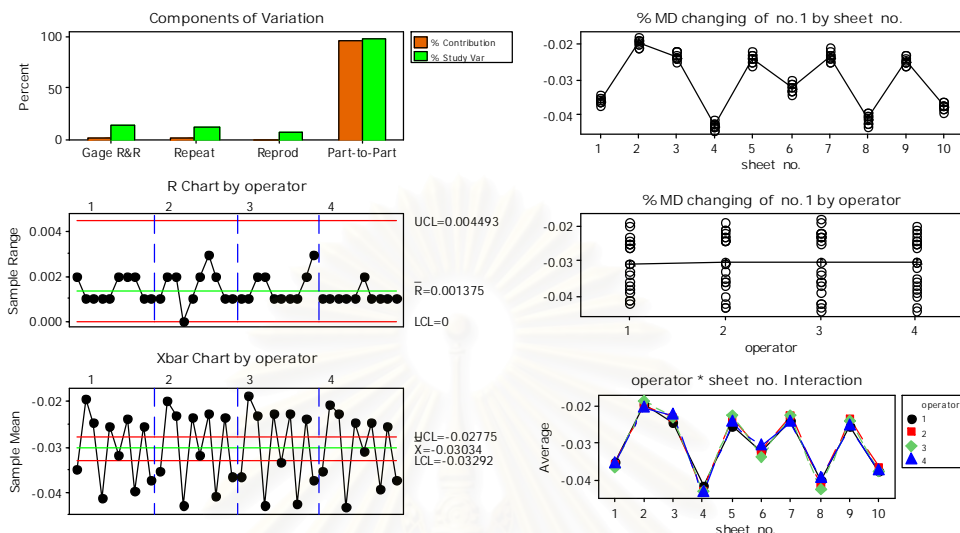 Components of Variation
100
50
0
Percent
Gage R&R
Repeat
Reprod
Part-to-Part
% Contribution
% Study Var
% MD changing of no.1 by sheet no.
-0.02
-0.03
-0.04
1 2 3 4 5 6 7 8 9 10
sheet no.
R Chart by operator
1 2 3 4
0.004
0.002
0.000
Sample Range
UCL=0.004493
R=0.001375
LCL=0
% MD changing of no.1 by operator
-0.02
-0.03
-0.04
1 2 3 4
operator
Xbar Chart by operator
1 2 3 4
-0.02
-0.03
-0.04
Sample Mean
UCL=-0.02775
X=-0.03034
LCL=-0.03292
operator * sheet no. Interaction
-0.02
-0.03
-0.04
Average
1 2 3 4 5 6 7 8 9 10
sheet no.
operator
1
2
3
4